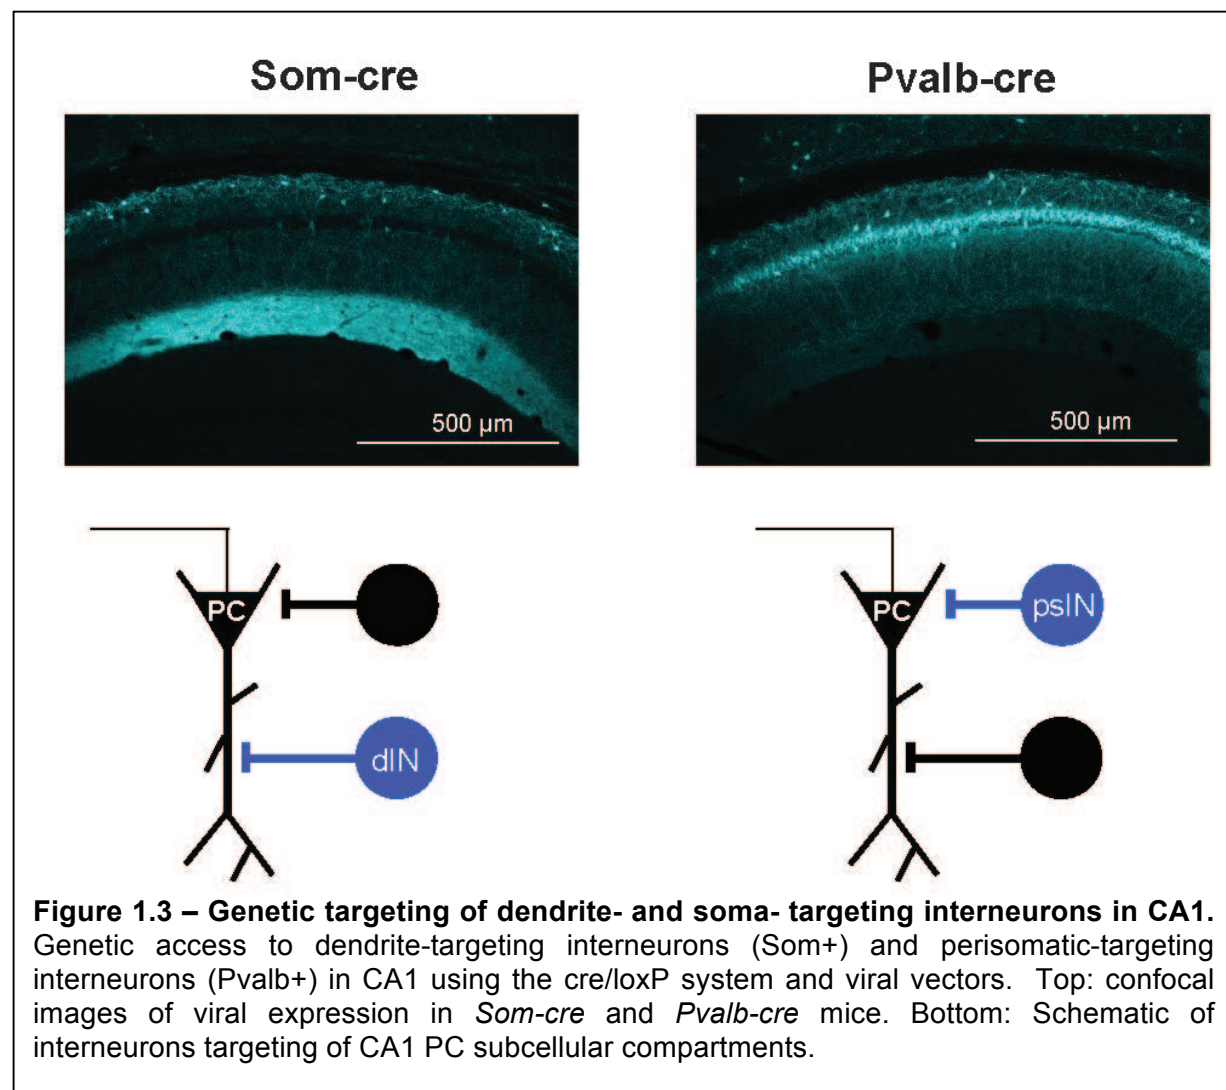 Som-cre
Pvalb-cre
500 µm
500 µm
PC
PC
psIN
dIN
Figure 1.3 – Genetic targeting of dendrite- and soma- targeting interneurons in CA1.
Genetic access to dendrite-targeting interneurons (Som+) and perisomatic-targeting
interneurons (Pvalb+) in CA1 using the cre/loxP system and viral vectors. Top: confocal
images of viral expression in Som-cre and Pvalb-cre mice. Bottom: Schematic of
interneurons targeting of CA1 PC subcellular compartments.